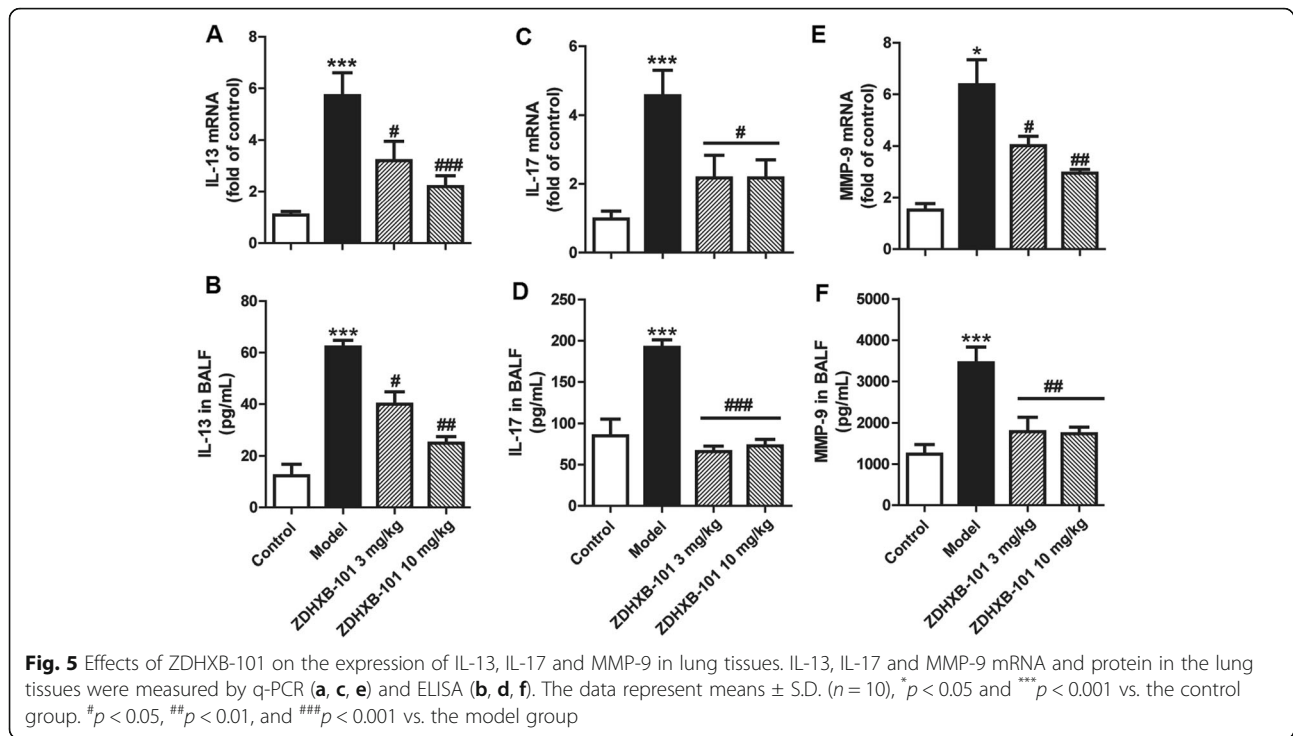 A
IL-13 mRNA
(fold of control)
8
6
4
2
0
***
#
###
C
IL-17 mRNA
(fold of control)
6
4
2
0
***
#
E
MMP-9 mRNA
(fold of control)
8
6
4
2
0
*
#
##
B
IL-13 in BALF
(pg/mL)
80
60
40
20
0
***
#
##
Control
Model
ZDHXB-101 3 mg/kg
ZDHXB-101 10 mg/kg
D
IL-17 in BALF
(pg/mL)
250
200
150
100
50
0
***
###
Control
Model
ZDHXB-101 3 mg/kg
ZDHXB-101 10 mg/kg
F
MMP-9 in BALF
(pg/mL)
5000
4000
3000
2000
1000
0
***
##
Control
Model
ZDHXB-101 3 mg/kg
ZDHXB-101 10 mg/kg
Fig. 5 Effects of ZDHXB-101 on the expression of IL-13, IL-17 and MMP-9 in lung tissues. IL-13, IL-17 and MMP-9 mRNA and protein in the lung
tissues were measured by q-PCR (a, c, e) and ELISA (b, d, f). The data represent means ± S.D. (n = 10), *p < 0.05 and ***p < 0.001 vs. the control
group. #p < 0.05, ##p < 0.01, and ###p < 0.001 vs. the model group